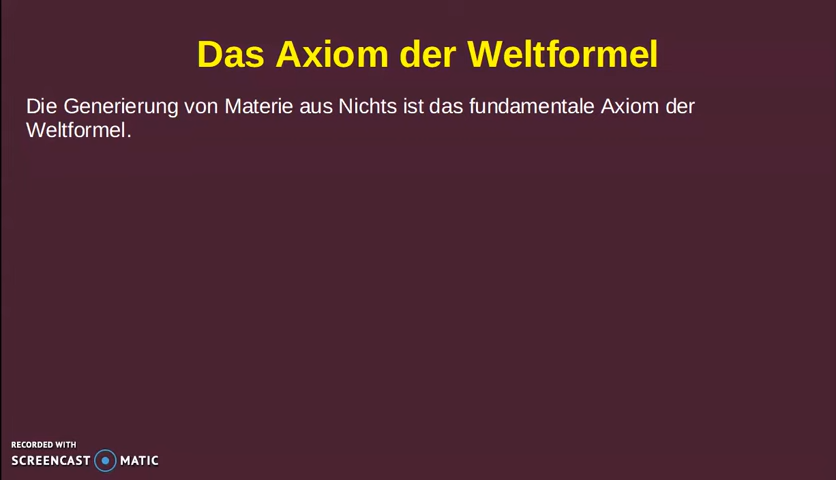 Das Axiom der Weltformel
Die Generierung von Materie aus Nichts ist das fundamentale Axiom der
Weltformel.
RECORDED WITH
SCREENCAST MATIC